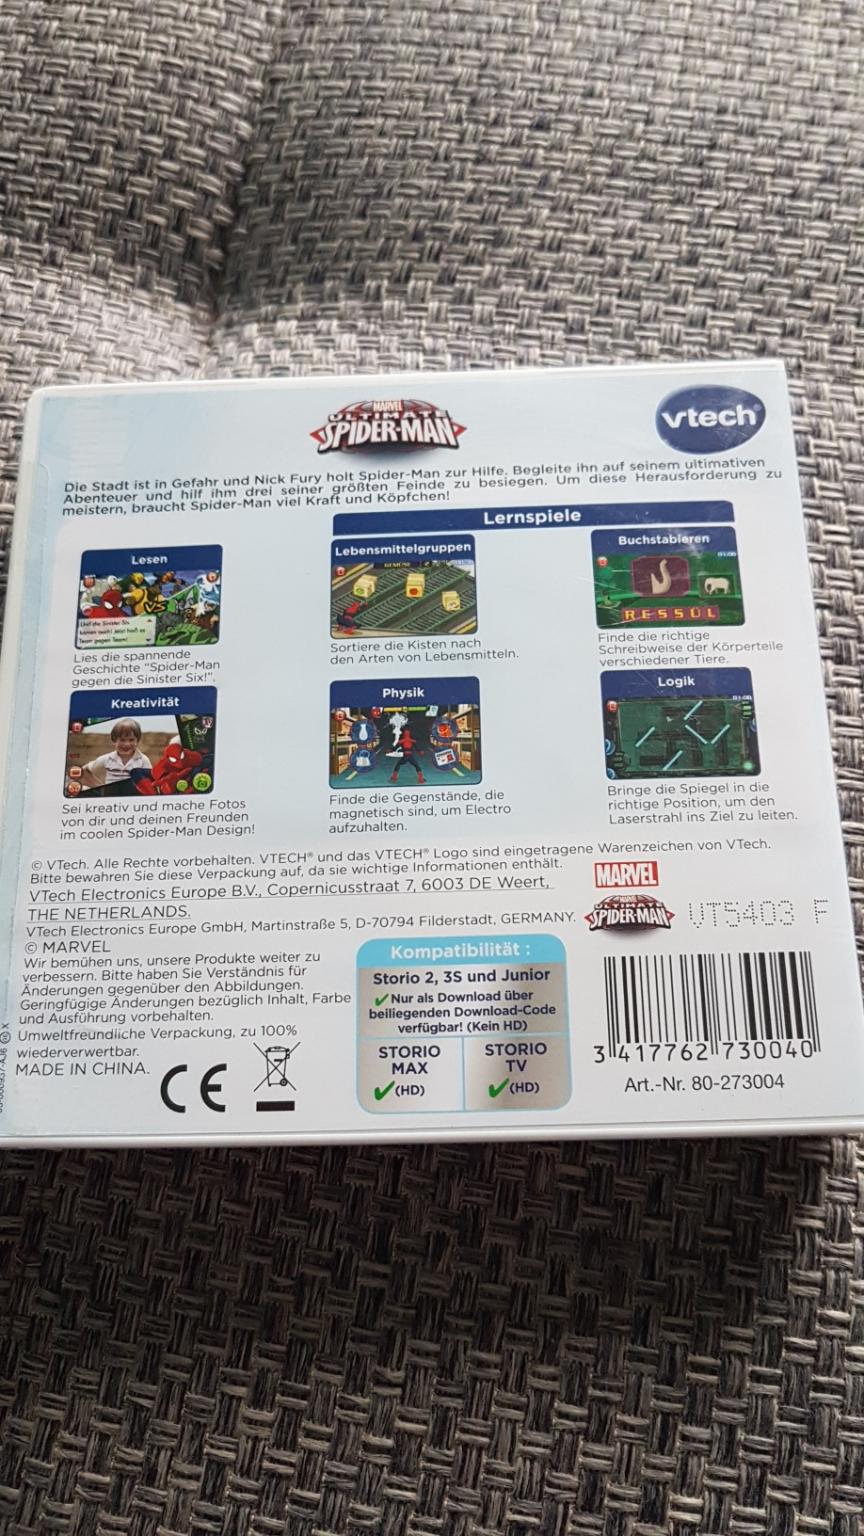 MARVEL
ULTIMATE
SPIDER-MAN
vtech®
Die Stadt ist in Gefahr und Nick Fury holt Spider-Man zur Hilfe. Begleite ihn auf seinem ultimativen
Abenteuer und hilf ihm drei seiner größten Feinde zu besiegen. Um diese Herausforderung zu
meistern, braucht Spider-Man viel Kraft und Köpfchen!
Lernspiele
Lesen
VS
Lies die spannende
Geschichte "Spider-Man
gegen die Sinister Six!".
Lebensmittelgruppen
Sortiere die Kisten nach
den Arten von Lebensmitteln.
Buchstabieren
RESSÜL
Finde die richtige
Schreibweise der Körperteile
verschiedener Tiere.
Kreativität
Sei kreativ und mache Fotos
von dir und deinen Freunden
im coolen Spider-Man Design!
Physik
Finde die Gegenstände, die
magnetisch sind, um Electro
aufzuhalten.
Logik
Bringe die Spiegel in die
richtige Position, um den
Laserstrahl ins Ziel zu leiten.
© VTech. Alle Rechte vorbehalten. VTECH® und das VTECH® Logo sind eingetragene Warenzeichen von VTech.
Bitte bewahren Sie diese Verpackung auf, da sie wichtige Informationen enthält.
VTech Electronics Europe B.V., Copernicusstraat 7, 6003 DE Weert,
THE NETHERLANDS.
VTech Electronics Europe GmbH, Martinstraße 5, D-70794 Filderstadt, GERMANY.
© MARVEL
Wir bemühen uns, unsere Produkte weiter zu
verbessern. Bitte haben Sie Verständnis für
Änderungen gegenüber den Abbildungen.
Geringfügige Änderungen bezüglich Inhalt, Farbe
und Ausführung vorbehalten.
Umweltfreundliche Verpackung, zu 100%
wiederverwertbar.
MADE IN CHINA.
CE
Kompatibilität :
Storio 2, 3S und Junior
Nur als Download über
beiliegenden Download-Code
verfügbar! (Kein HD)
STORIO
MAX
(HD)
STORIO
TV
(HD)
MARVEL
MARVEL
ULTIMATE
SPIDER-MAN
VT5403 F
3 417762 730040
Art.-Nr. 80-273004